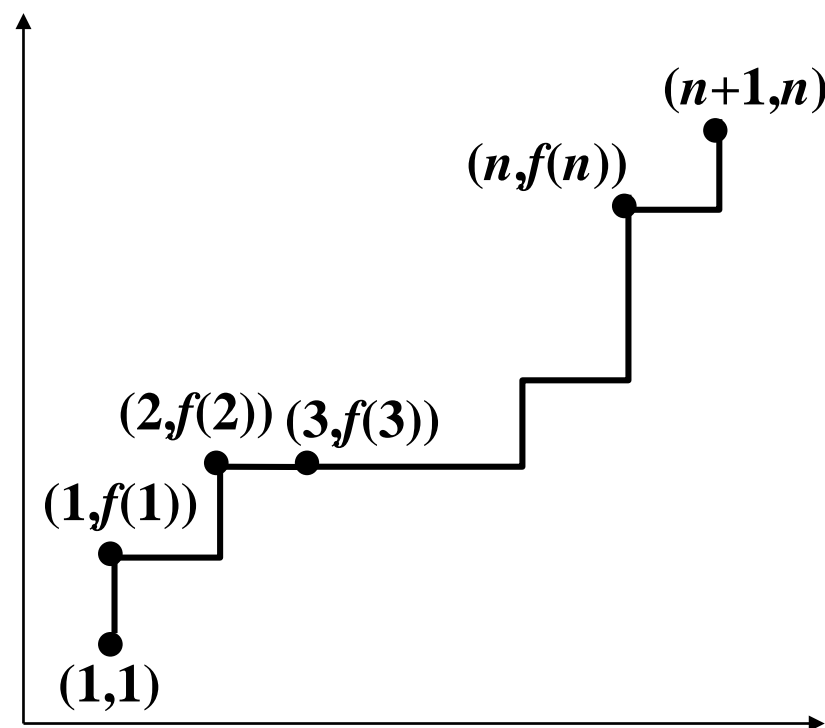 (n+1,n)
(n,f(n))
(2,f(2)) (3,f(3))
(1,f(1))
(1,1)